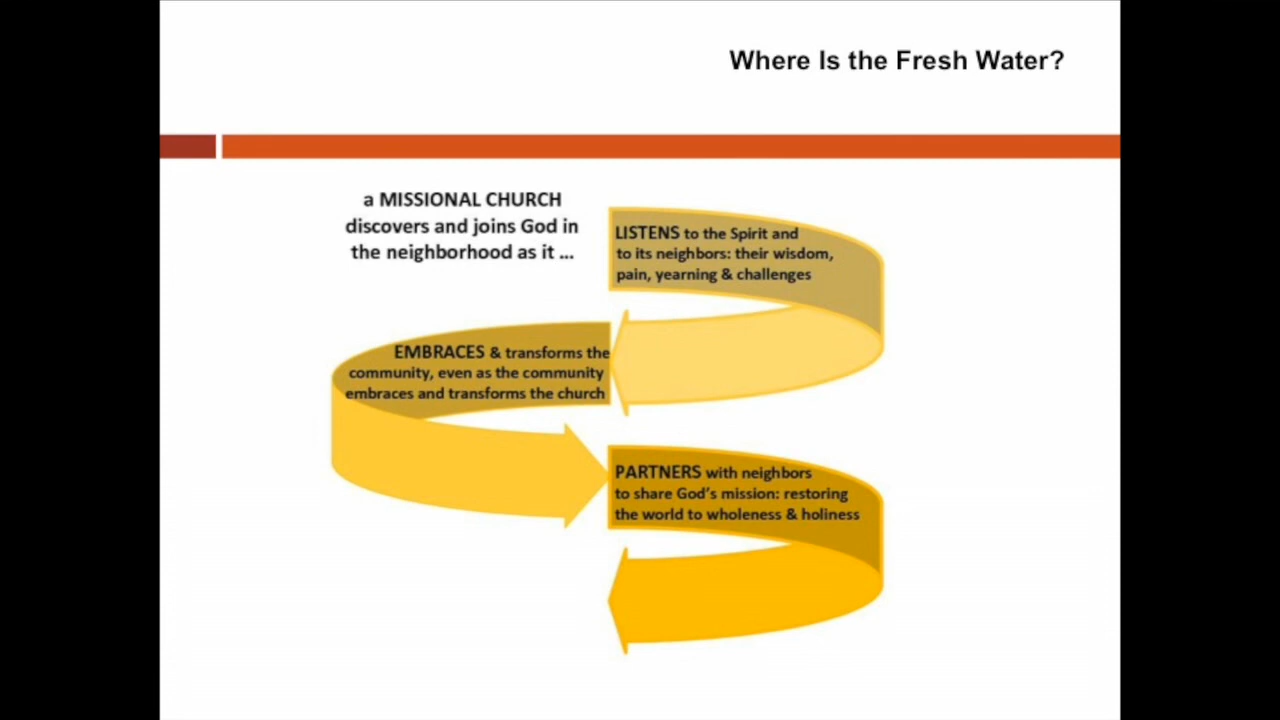 Where Is the Fresh Water?
a MISSIONAL CHURCH
discovers and joins God in
the neighborhood as it ...
LISTENS to the Spirit and
to its neighbors: their wisdom,
pain, yearning & challenges
EMBRACES & transforms the
community, even as the community
embraces and transforms the church
PARTNERS with neighbors
to share God's mission: restoring
the world to wholeness & holiness